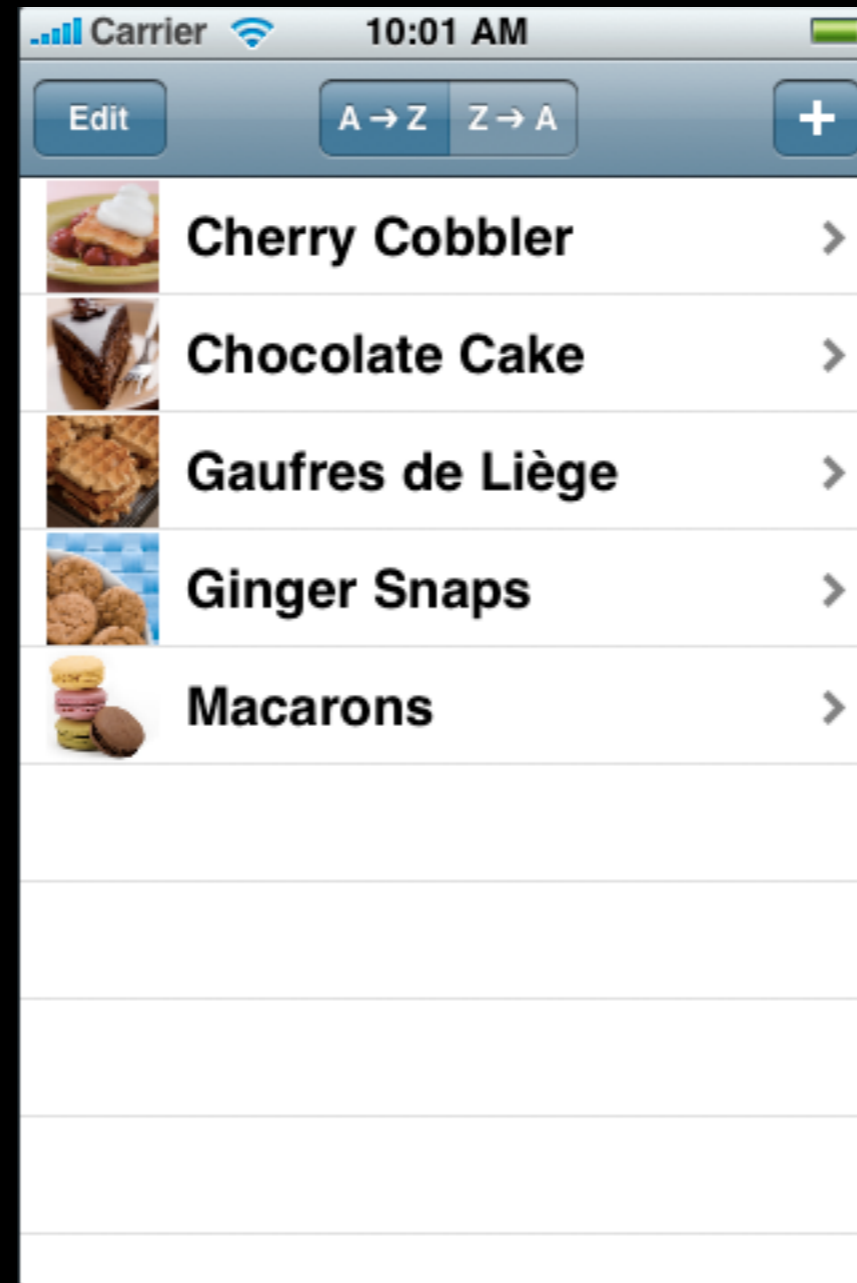 Carrier 10:01 AM
Edit A → Z Z → A +
Cherry Cobbler
Chocolate Cake
Gaufres de Liège
Ginger Snaps
Macarons